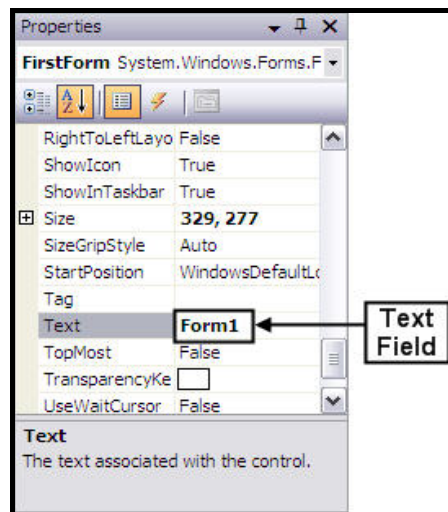 Properties
FirstForm System.Windows.Forms.F
A
Z
RightToLeftLayo False
ShowIcon True
ShowInTaskbar True
Size 329, 277
SizeGripStyle Auto
StartPosition WindowsDefaultLo
Tag
Text Form1
Text
Field
TopMost False
TransparencyKe
UseWaitCursor False
Text
The text associated with the control.